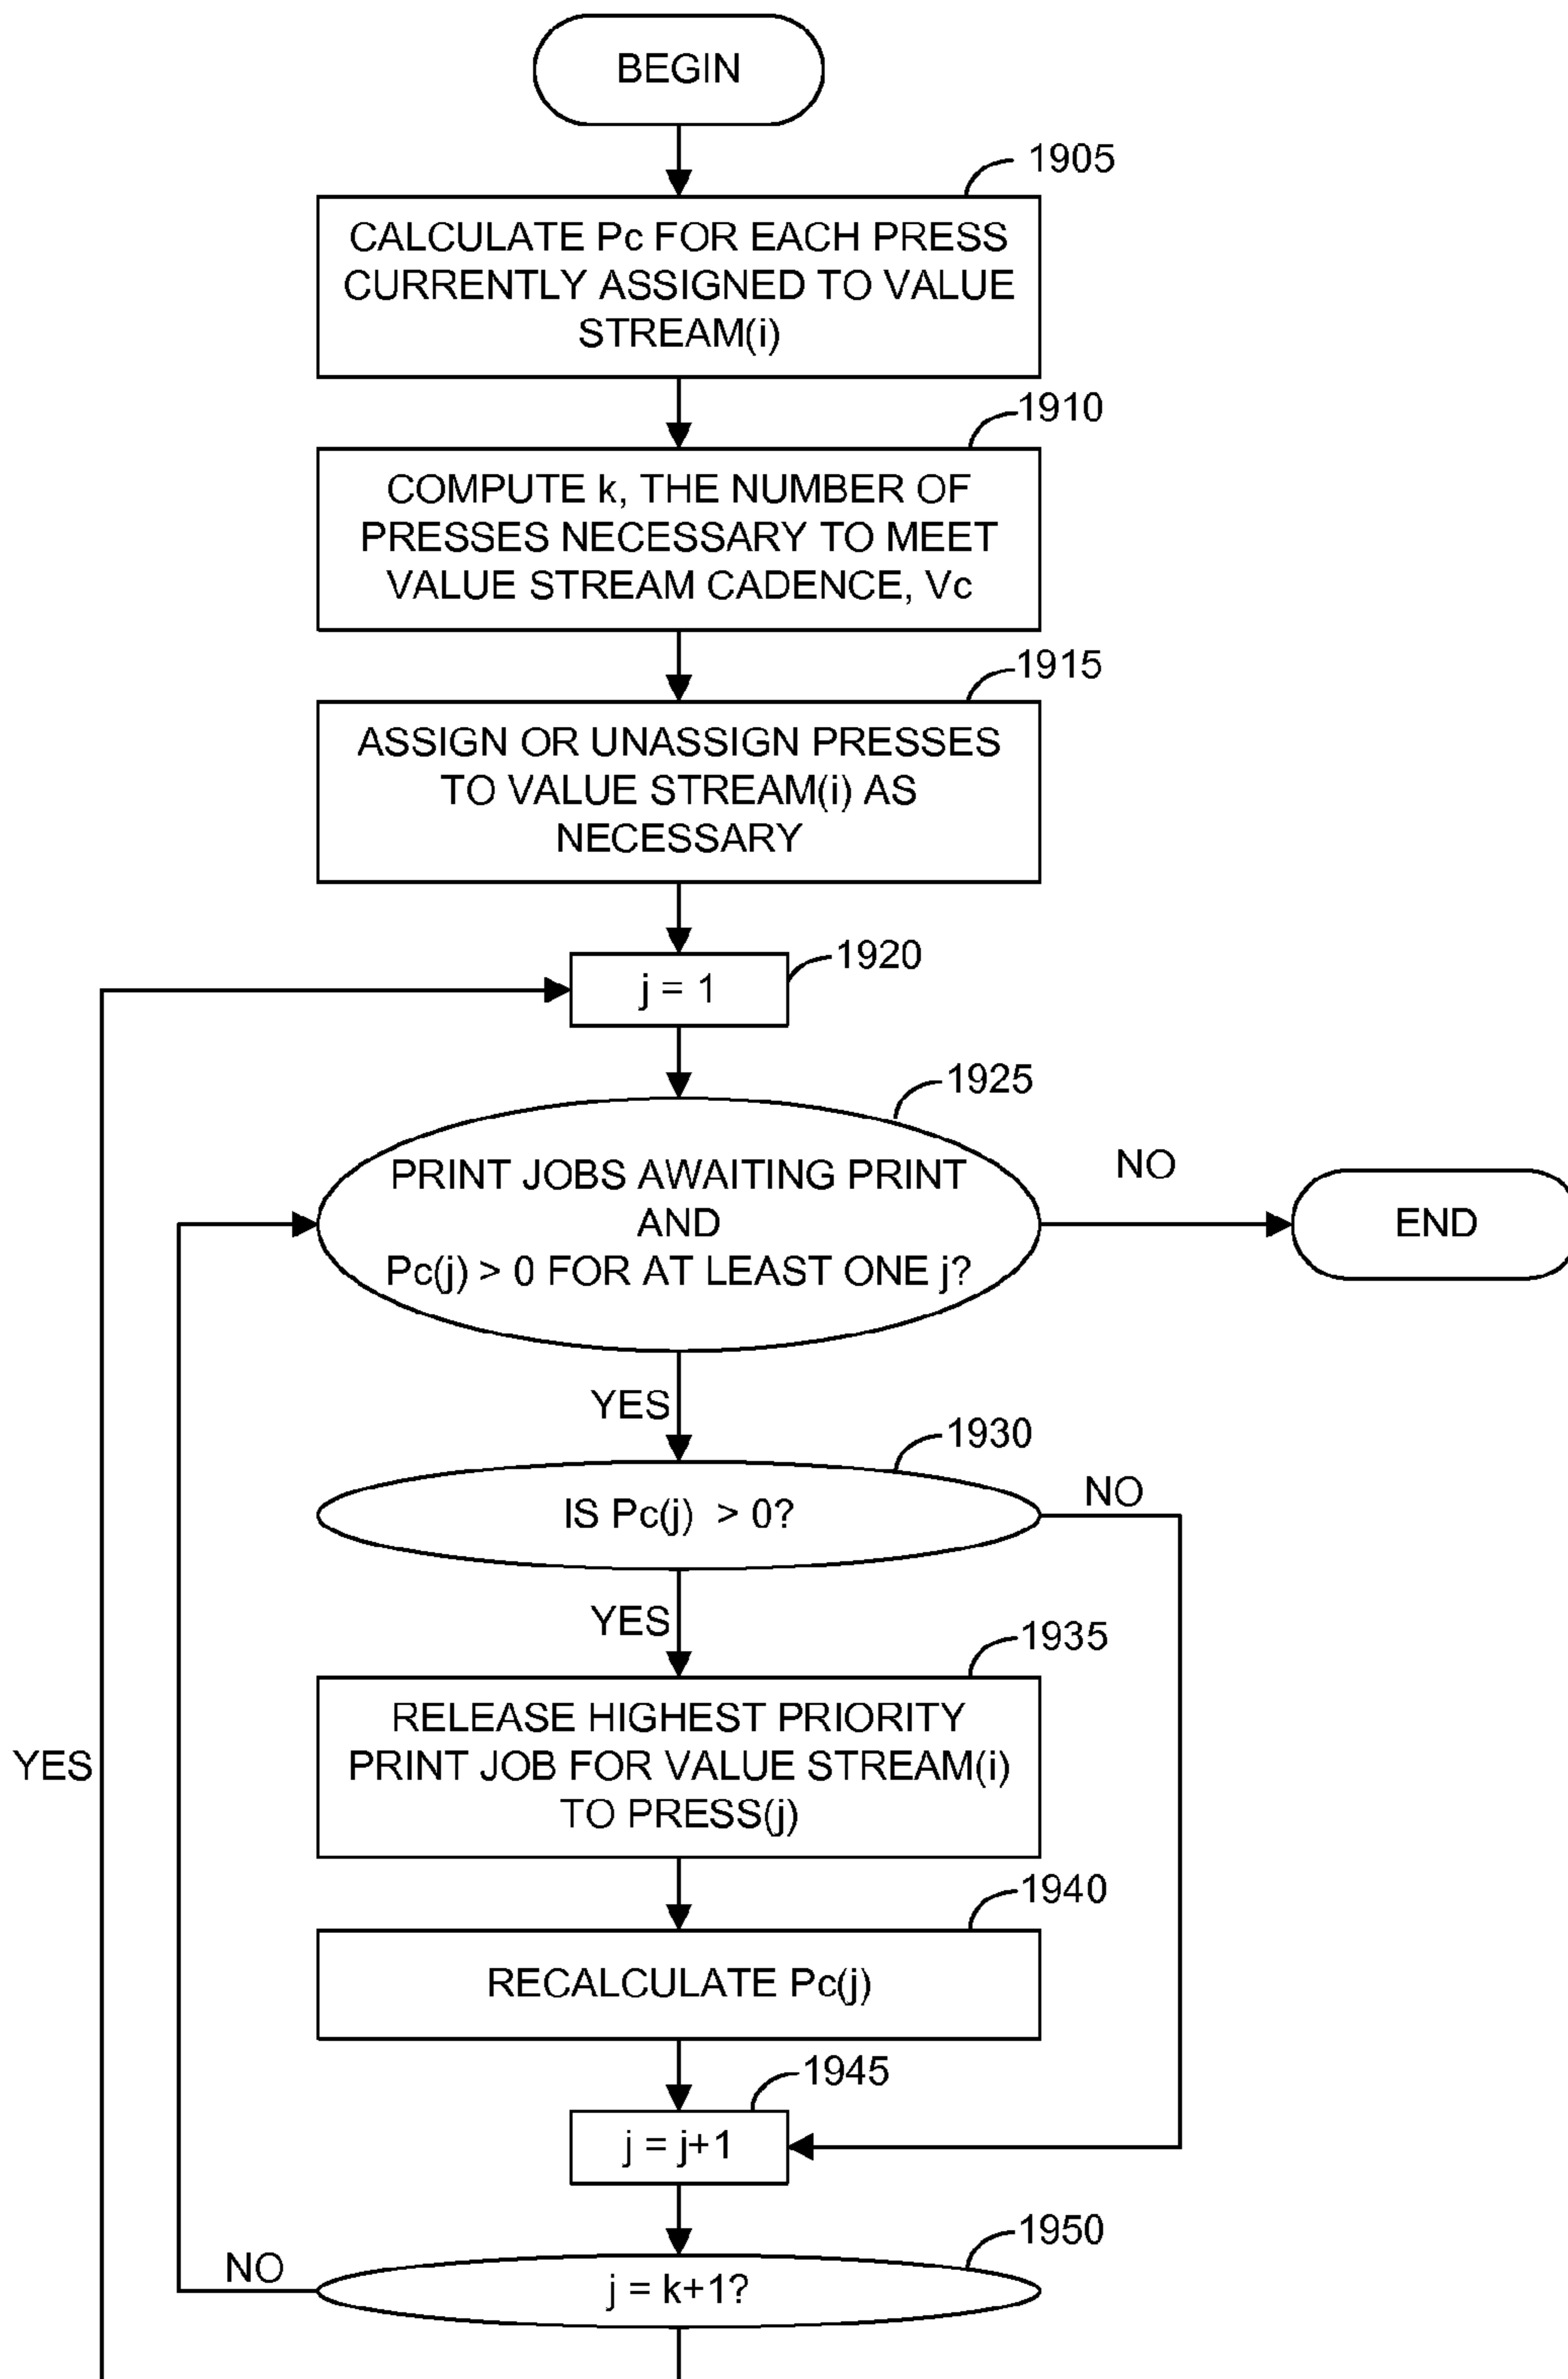 BEGIN
1905
CALCULATE Pc FOR EACH PRESS
CURRENTLY ASSIGNED TO VALUE
STREAM(i)
1910
COMPUTE k, THE NUMBER OF
PRESSES NECESSARY TO MEET
VALUE STREAM CADENCE, Vc
1915
ASSIGN OR UNASSIGN PRESSES
TO VALUE STREAM(i) AS
NECESSARY
1920
j = 1
1925
PRINT JOBS AWAITING PRINT
AND
Pc(j) > 0 FOR AT LEAST ONE j?
NO
END
YES
1930
IS Pc(j) > 0?
NO
YES
1935
RELEASE HIGHEST PRIORITY
PRINT JOB FOR VALUE STREAM(i)
TO PRESS(j)
YES
1940
RECALCULATE Pc(j)
1945
j = j+1
1950
NO
j = k+1?